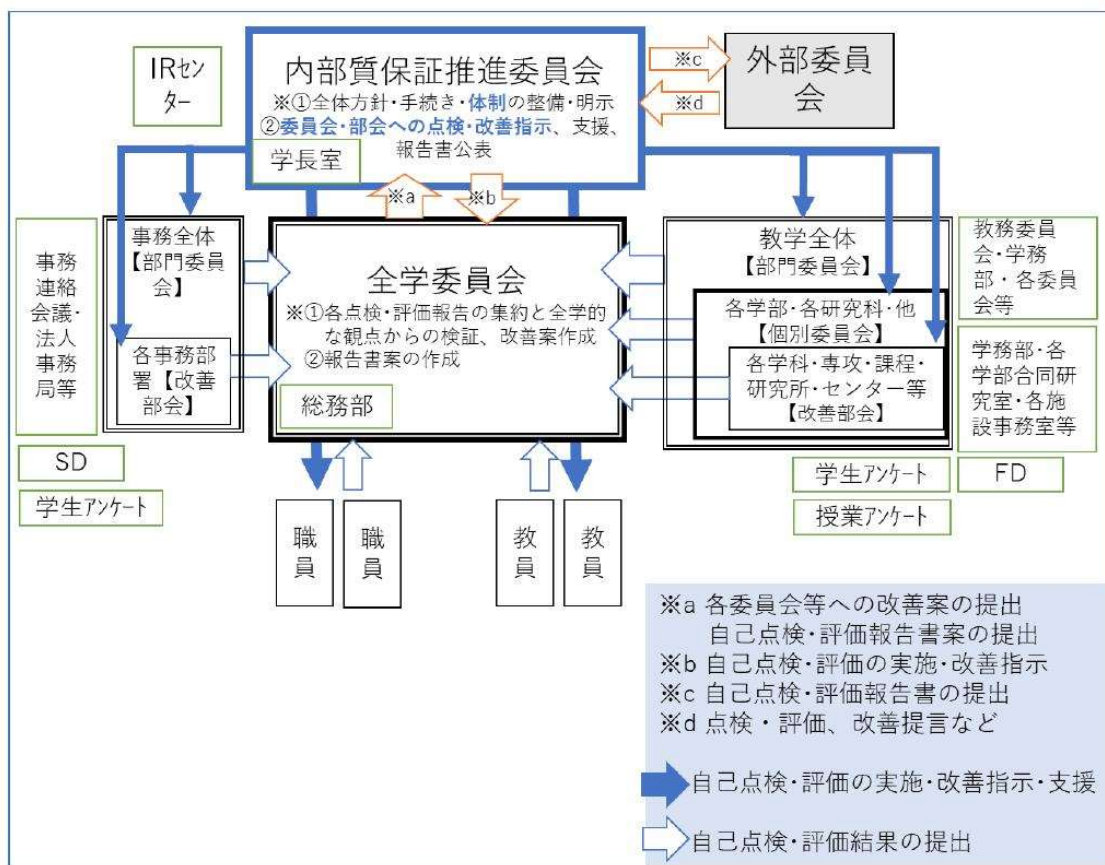 IRｾﾝ
ﾀｰ
内部質保証推進委員会
※①全体方針・手続き・体制の整備・明示
②委員会・部会への点検・改善指示、支援、
報告書公表
学長室
※c
※d
外部委員
会
※a
※b
事務
連絡
会議・
法人
事務
局等
事務全体
【部門委員
会】
各事務部
署【改善
部会】
全学委員会
※①各点検・評価報告の集約と全学的
な観点からの検証、改善案作成
②報告書案の作成
総務部
教学全体
【部門委員会】
各学部・各研究科・他
【個別委員会】
各学科・専攻・課程・
研究所・センター等
【改善部会】
教務委員
会・学務
部・各委員
会等
学務部・各
学部合同研
究室・各施
設事務室等
SD
学生ｱﾝｹｰﾄ
学生ｱﾝｹｰﾄ
FD
授業ｱﾝｹｰﾄ
職員
職員
教員
教員
※a 各委員会等への改善案の提出
自己点検・評価報告書案の提出
※b 自己点検・評価の実施・改善指示
※c 自己点検・評価報告書の提出
※d 点検・評価、改善提言など
自己点検・評価の実施・改善指示・支援
自己点検・評価結果の提出